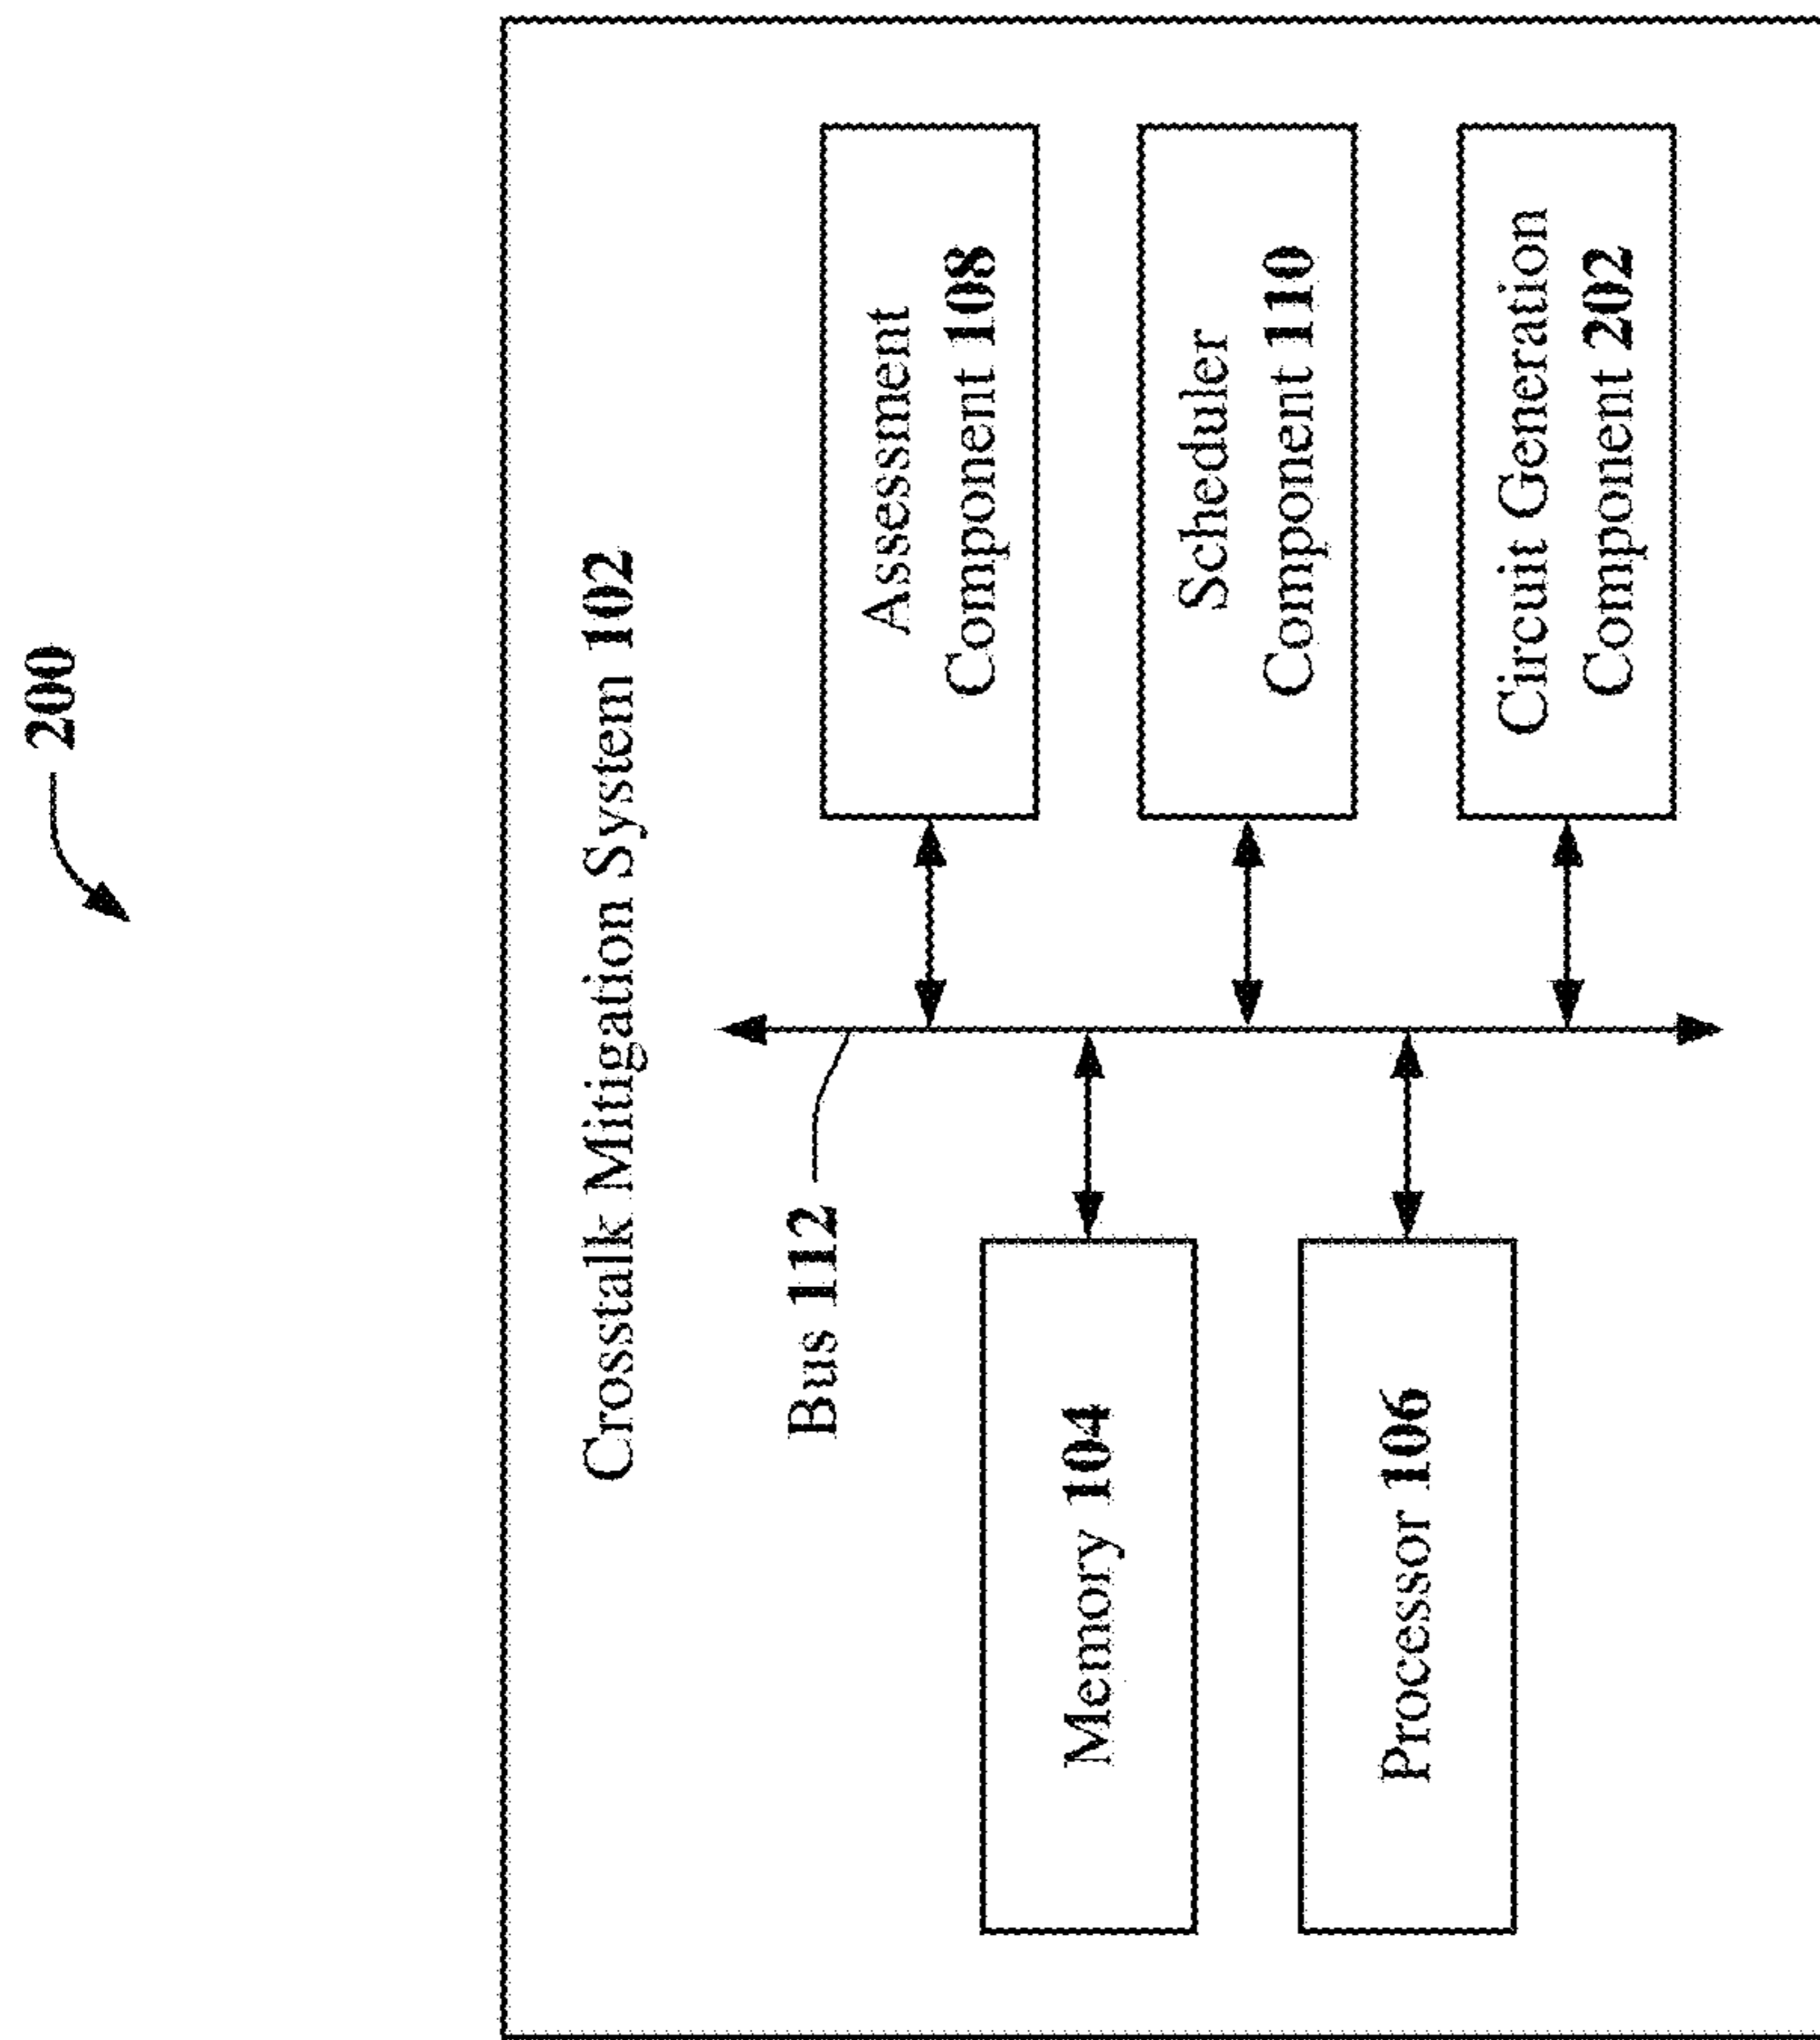 200
Crosstalk Mitigation System 102
Bus 112
Assessment
Component 108
Memory 104
Scheduler
Component 110
Processor 106
Circuit Generation
Component 202